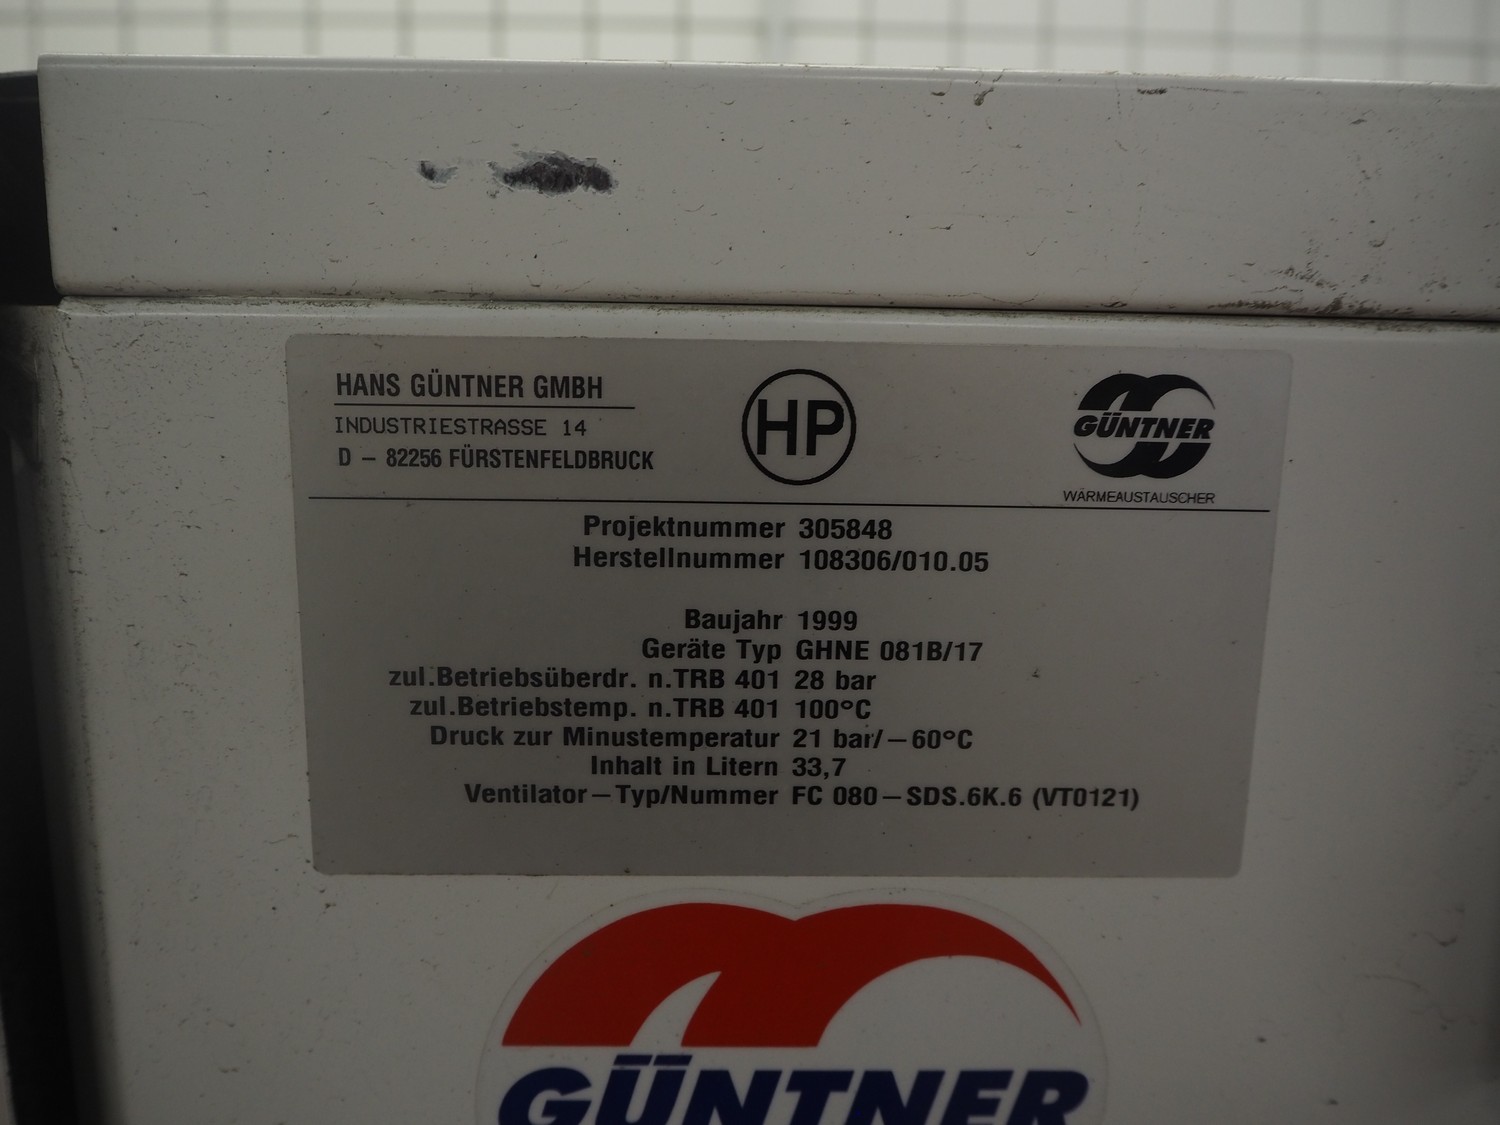 HANS GÜNTNER GMBH
INDUSTRIESTRASSE 14
D – 82256 FÜRSTENFELDBRUCK
HP
GÜNTNER
WÄRMEAUSTAUSCHER
Projektnummer 305848
Herstellnummer 108306/010.05
Baujahr 1999
Geräte Typ GHNE 081B/17
zul.Betriebsüberdr. n.TRB 401 28 bar
zul.Betriebstemp. n.TRB 401 100°C
Druck zur Minustemperatur 21 bar/–60°C
Inhalt in Litern 33,7
Ventilator–Typ/Nummer FC 080–SDS.6K.6 (VT0121)
GÜNTNER